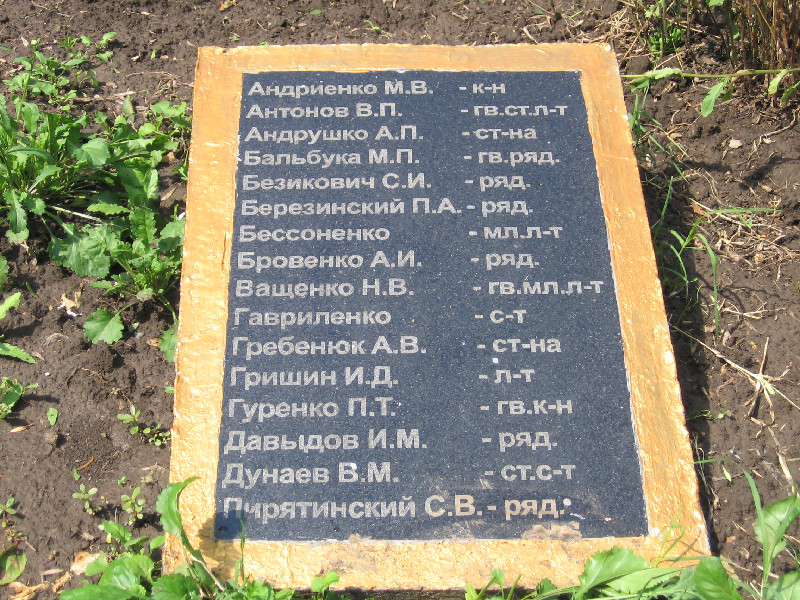 Андриенко М.В. - к-н
Антонов В.П. - гв.ст.л-т
Андрушко А.П. - ст-на
Бальбука М.П. - гв.ряд.
Безикович С.И. - ряд.
Березинский П.А. - ряд.
Бессоненко - мл.л-т
Бровенко А.И. - ряд.
Ващенко Н.В. - гв.мл.л-т
Гавриленко - с-т
Гребенюк А.В. - ст-на
Гришин И.Д. - л-т
Гуренко П.Т. - гв.к-н
Давыдов И.М. - ряд.
Дунаев В.М. - ст.с-т
Пирятинский С.В. - ряд.